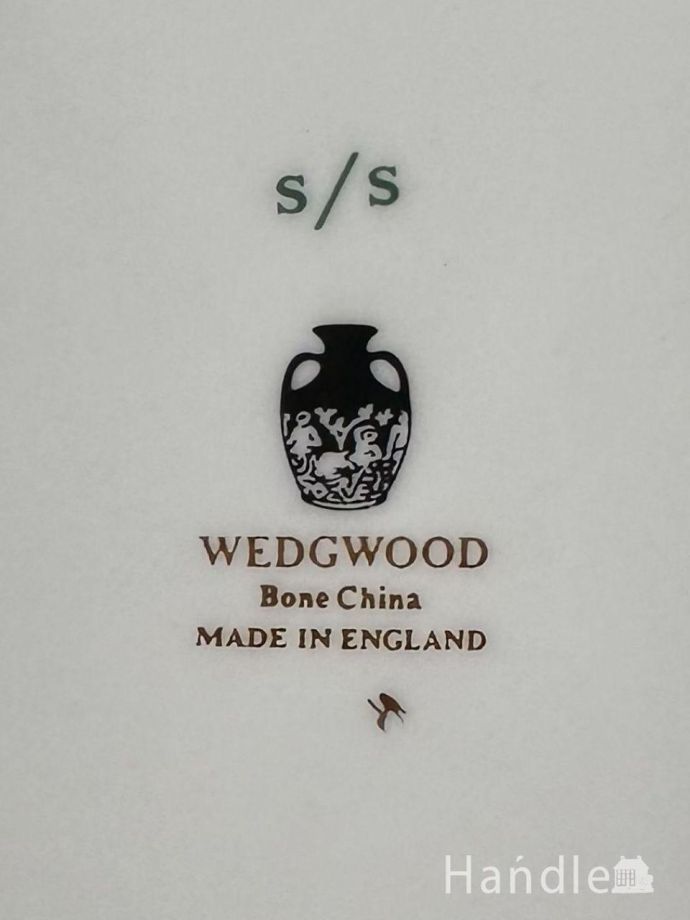 s/s
WEDGWOOD
Bone China
MADE IN ENGLAND
Handle